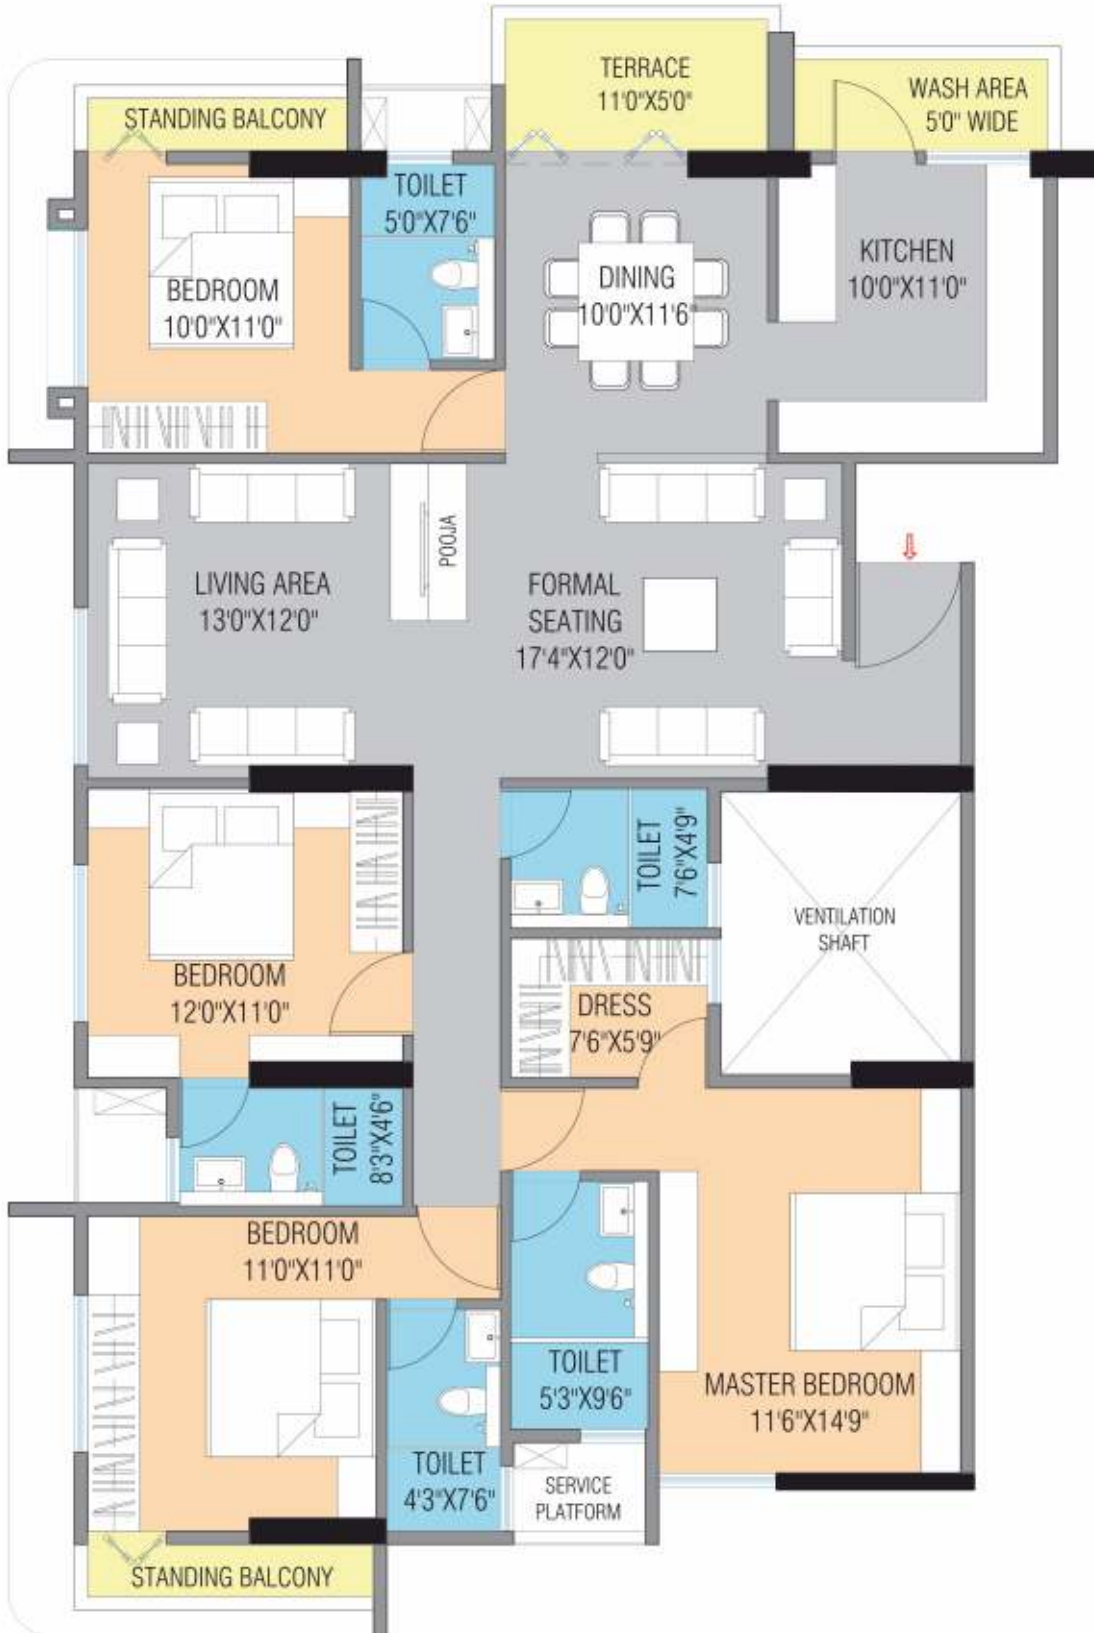 TERRACE
11'0"X5'0"
WASH AREA
5'0" WIDE
STANDING BALCONY
TOILET
5'0"X7'6"
BEDROOM
10'0"X11'0"
DINING
10'0"X11'6"
KITCHEN
10'0"X11'0"
LIVING AREA
13'0"X12'0"
POOJA
FORMAL
SEATING
17'4"X12'0"
TOILET
7'6"X4'9"
VENTILATION
SHAFT
BEDROOM
12'0"X11'0"
DRESS
7'6"X5'9"
TOILET
8'3"X4'6"
BEDROOM
11'0"X11'0"
TOILET
5'3"X9'6"
MASTER BEDROOM
11'6"X14'9"
TOILET
4'3"X7'6"
SERVICE
PLATFORM
STANDING BALCONY